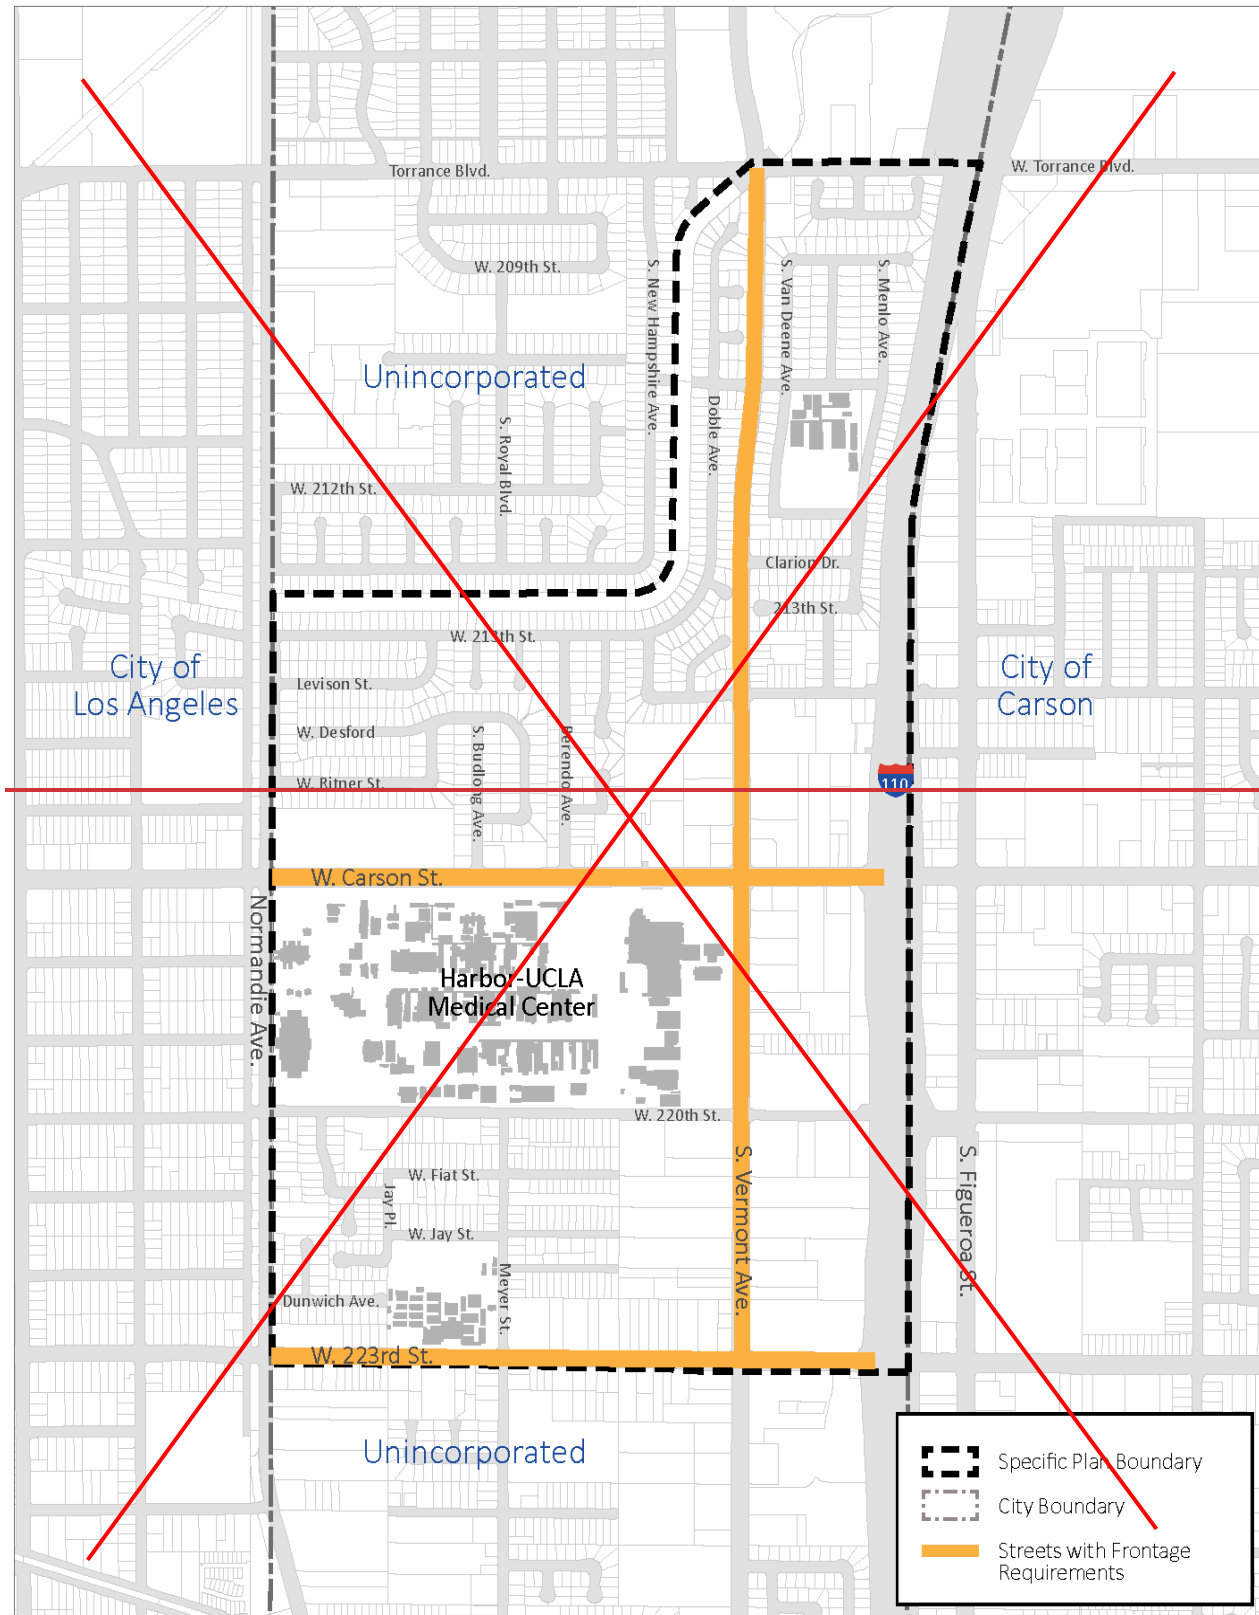 Torrance Blvd.
W. Torrance Blvd.
W. 209th St.
S. New Hampshire Ave.
S. Van Deene Ave.
S. Menlo Ave.
Unincorporated
Doble Ave.
S. Royal Blvd.
W. 212th St.
Clarion Dr.
213th St.
W. 213th St.
City of
Los Angeles
City of
Carson
Levison St.
W. Desford
S. Budlong Ave.
Berendo Ave.
W. Ritner St.
110
W. Carson St.
Normandie Ave.
Harbor-UCLA
Medical Center
W. 220th St.
S. Vermont Ave.
S. Figueroa St.
W. Fiat St.
Jay Pl.
W. Jay St.
Meyer St.
Dunwich Ave.
W. 223rd St.
Unincorporated
Specific Plan Boundary
City Boundary
Streets with Frontage
Requirements